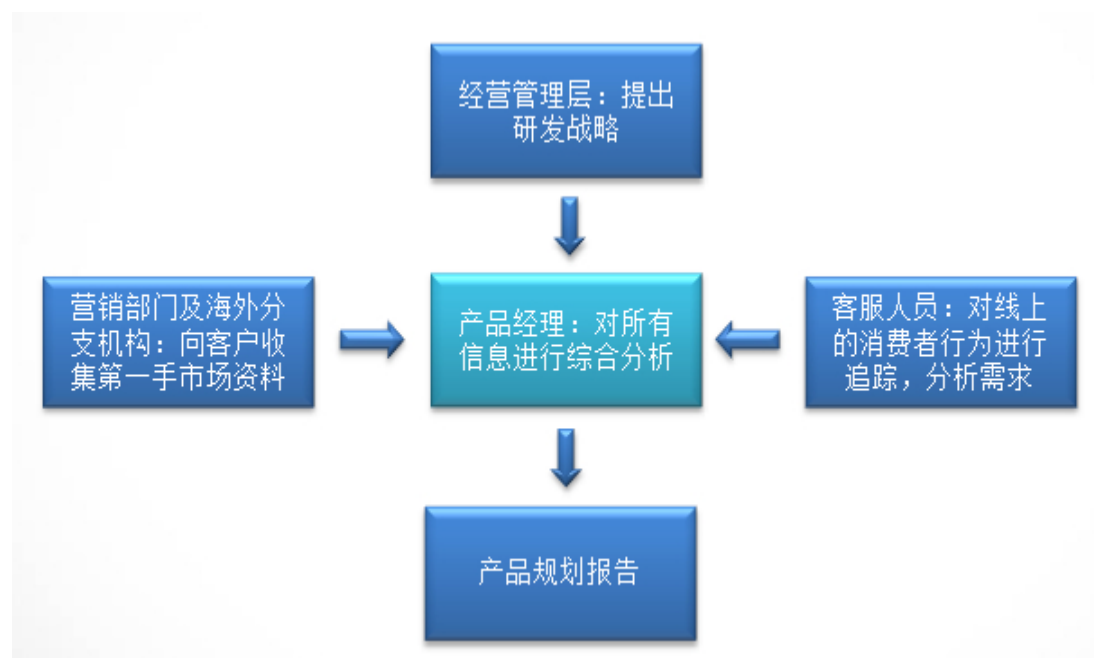 经营管理层：提出
研发战略
营销部门及海外分
支机构：向客户收
集第一手市场资料
产品经理：对所有
信息进行综合分析
客服人员：对线上
的消费者行为进行
追踪，分析需求
产品规划报告